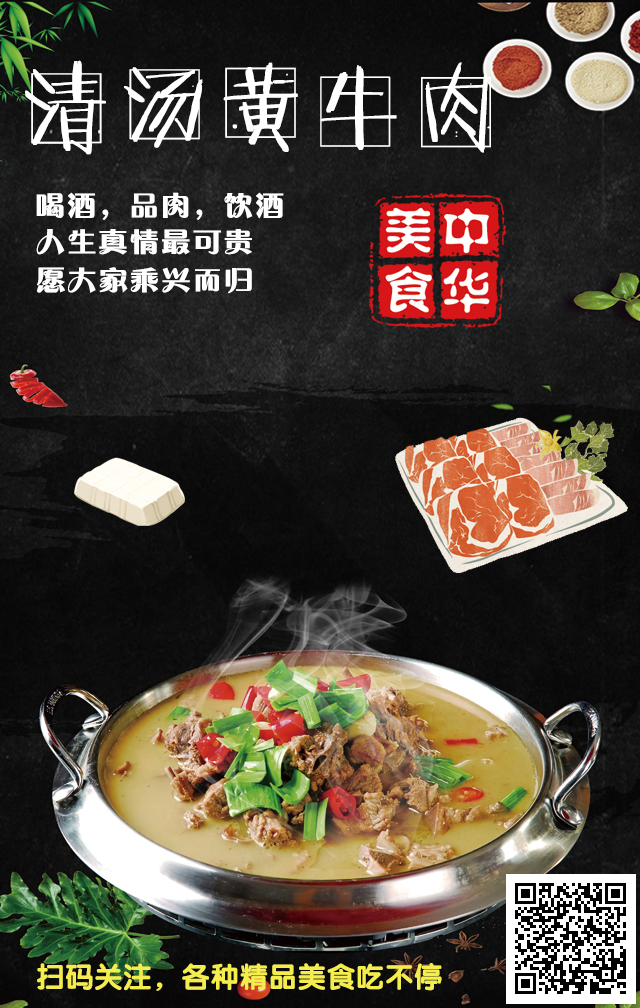 清汤黄牛肉
喝酒，品肉，饮酒
人生真情最可贵
愿大家乘兴而归
中华
美食
扫码关注，各种精品美食吃不停